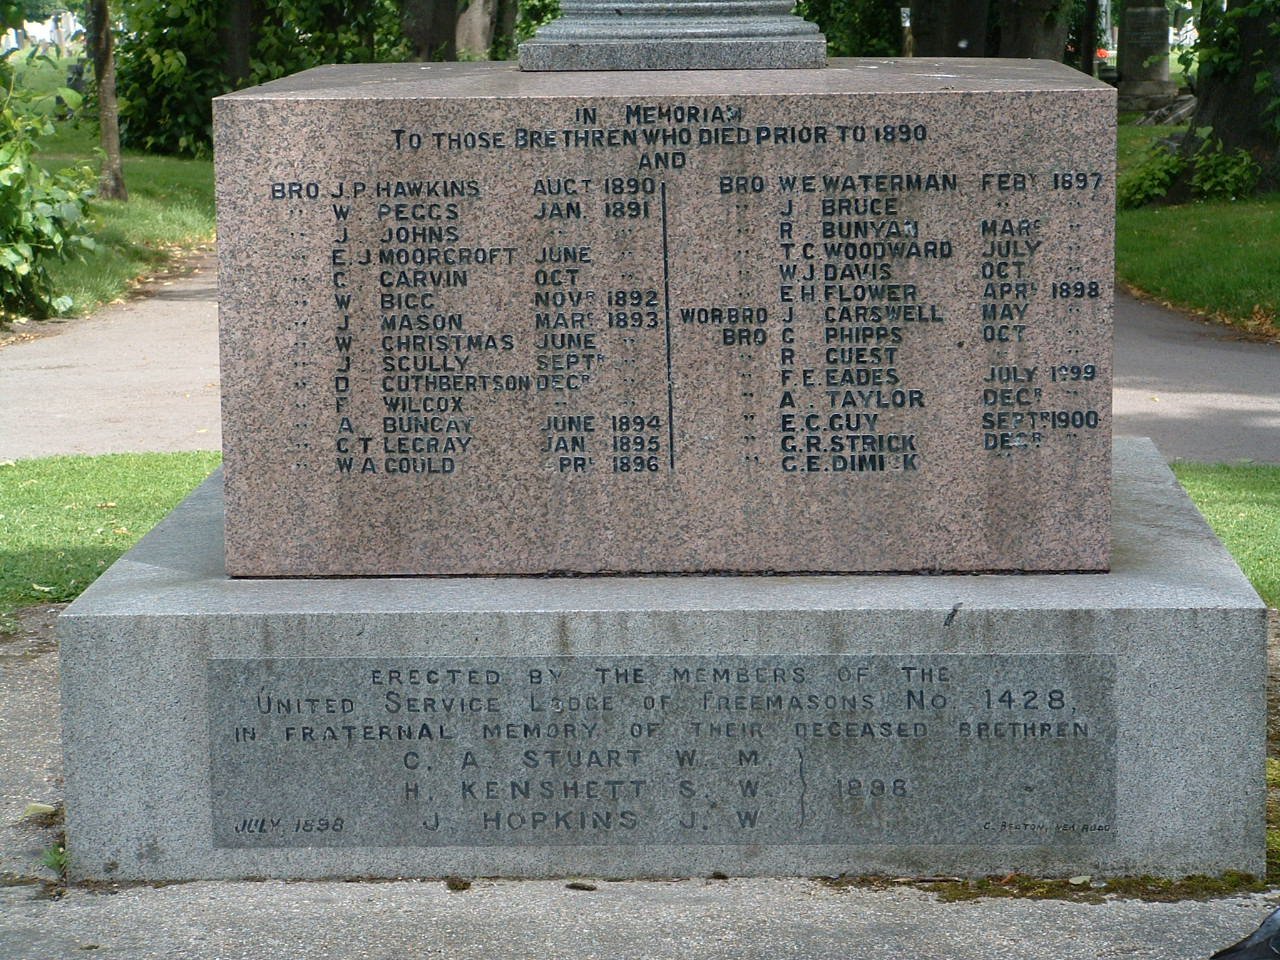 IN MEMORIAM
TO THOSE BRETHREN WHO DIED PRIOR TO 1890
AND
BRO J.P. HAWKINS AUGT 1890
" W PEGGS JAN. 1891
" J JOHNS " "
" E.J MOORCROFT JUNE "
" G GARVIN OCT "
" W BIGG NOVR 1892
" J MASON MAR. 1893
" W CHRISTMAS JUNE "
" J SCULLY SEPTR "
" D CUTHBERTSON DECR "
" F WILCOX " "
" A BUNCAY JUNE 1894
" G T LEGRAY JAN 1895
" W A GOULD PRL 1896
BRO W.E WATERMAN FEBY 1897
" J BRUCE " "
" R BUNYAN MAR "
" T.C WOODWARD JULY "
" W.J DAVIS OCT "
" E.H FLOWER APRL 1898
WOR BRO J CARSWELL MAY "
BRO G PHIPPS OCT "
" R GUEST " "
" F.E. EADES JULY 1899
" A. TAYLOR DECR "
" E.G. GUY SEPTR 1900
" G.R. STRICK DECR "
" G.E. DIMICK
ERECTED BY THE MEMBERS OF THE
UNITED SERVICE LODGE OF FREEMASONS NO. 1428,
IN FRATERNAL MEMORY OF THEIR DECEASED BRETHREN
C. A. STUART W. M.
H. KENSHETT S. W. } 1898
JULY, 1898 J. HOPKINS J. W